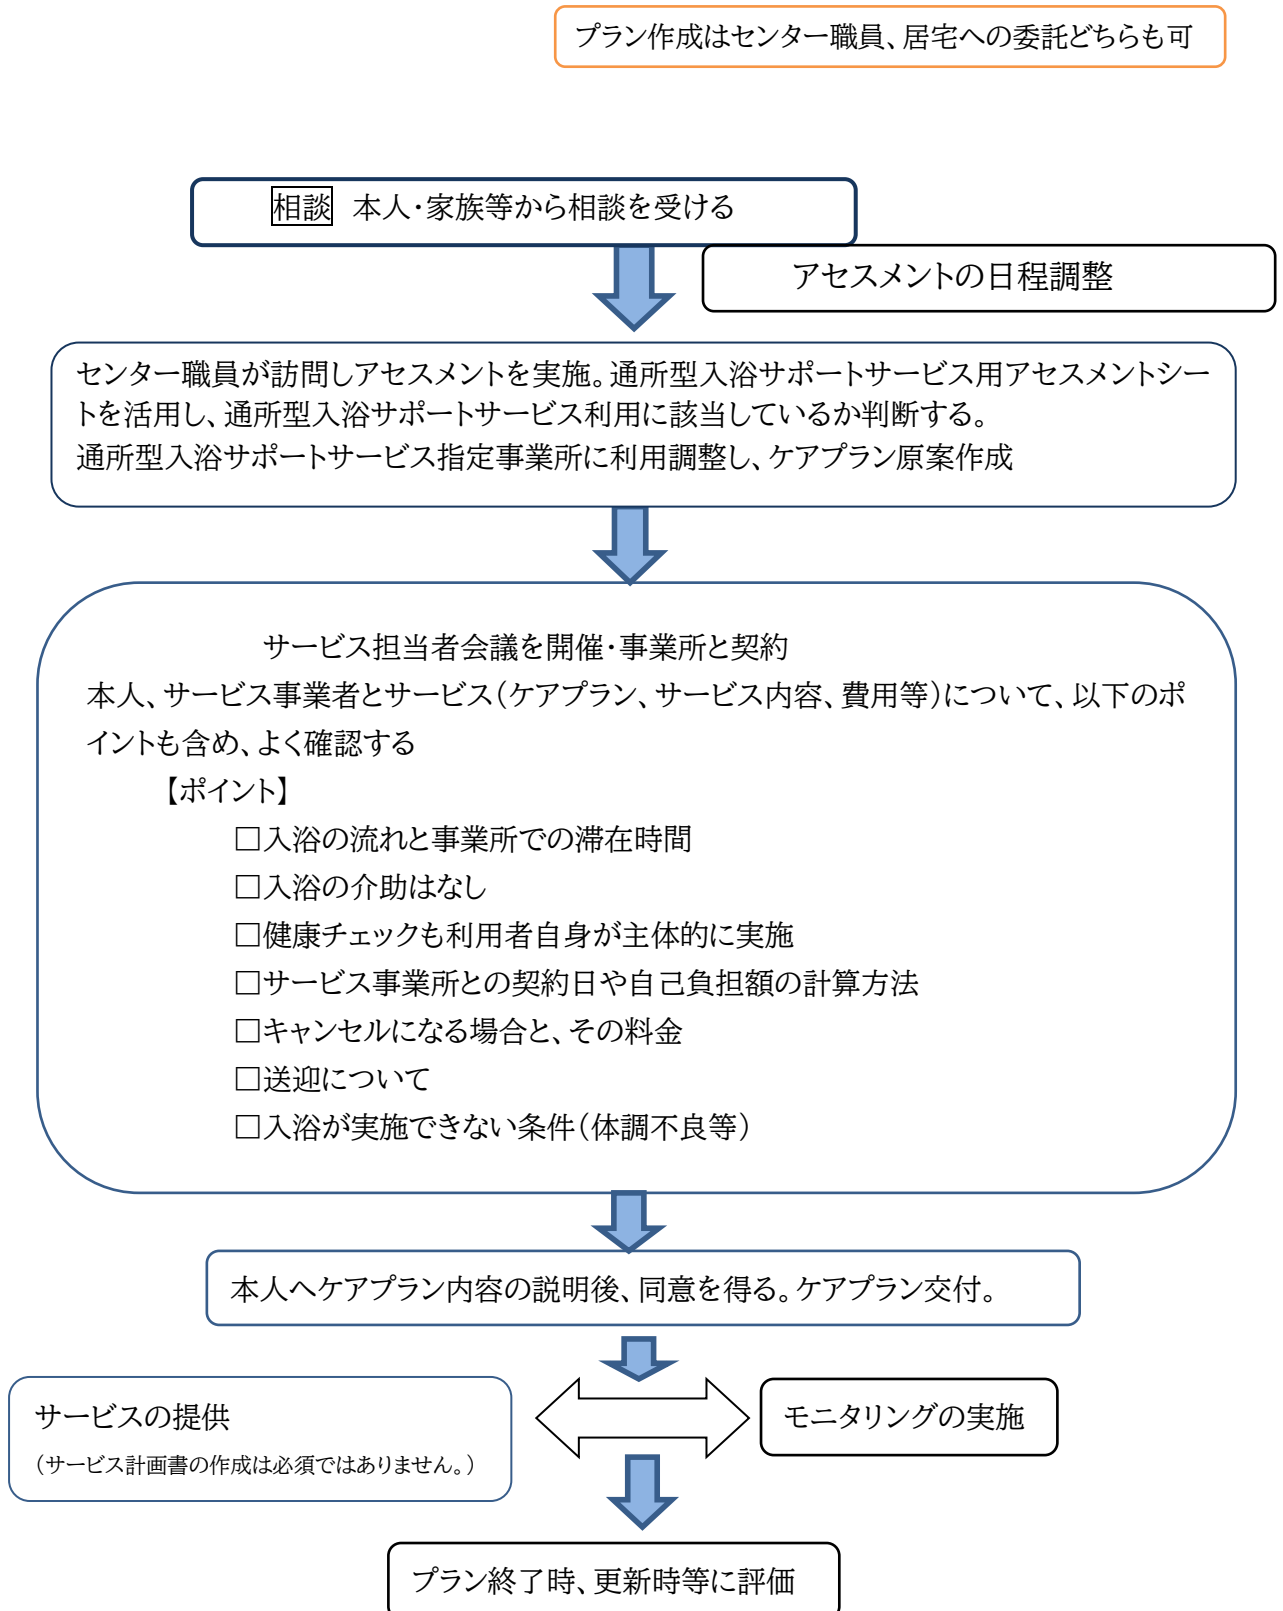 プラン作成はセンター職員、居宅への委託どちらも可
相談 本人・家族等から相談を受ける
アセスメントの日程調整
センター職員が訪問しアセスメントを実施。通所型入浴サポートサービス用アセスメントシー
トを活用し、通所型入浴サポートサービス利用に該当しているか判断する。
通所型入浴サポートサービス指定事業所に利用調整し、ケアプラン原案作成
サービス担当者会議を開催・事業所と契約
本人、サービス事業者とサービス（ケアプラン、サービス内容、費用等）について、以下のポ
イントも含め、よく確認する
【ポイント】
□入浴の流れと事業所での滞在時間
□入浴の介助はなし
□健康チェックも利用者自身が主体的に実施
□サービス事業所との契約日や自己負担額の計算方法
□キャンセルになる場合と、その料金
□送迎について
□入浴が実施できない条件（体調不良等）
本人へケアプラン内容の説明後、同意を得る。ケアプラン交付。
サービスの提供
（サービス計画書の作成は必須ではありません。）
モニタリングの実施
プラン終了時、更新時等に評価